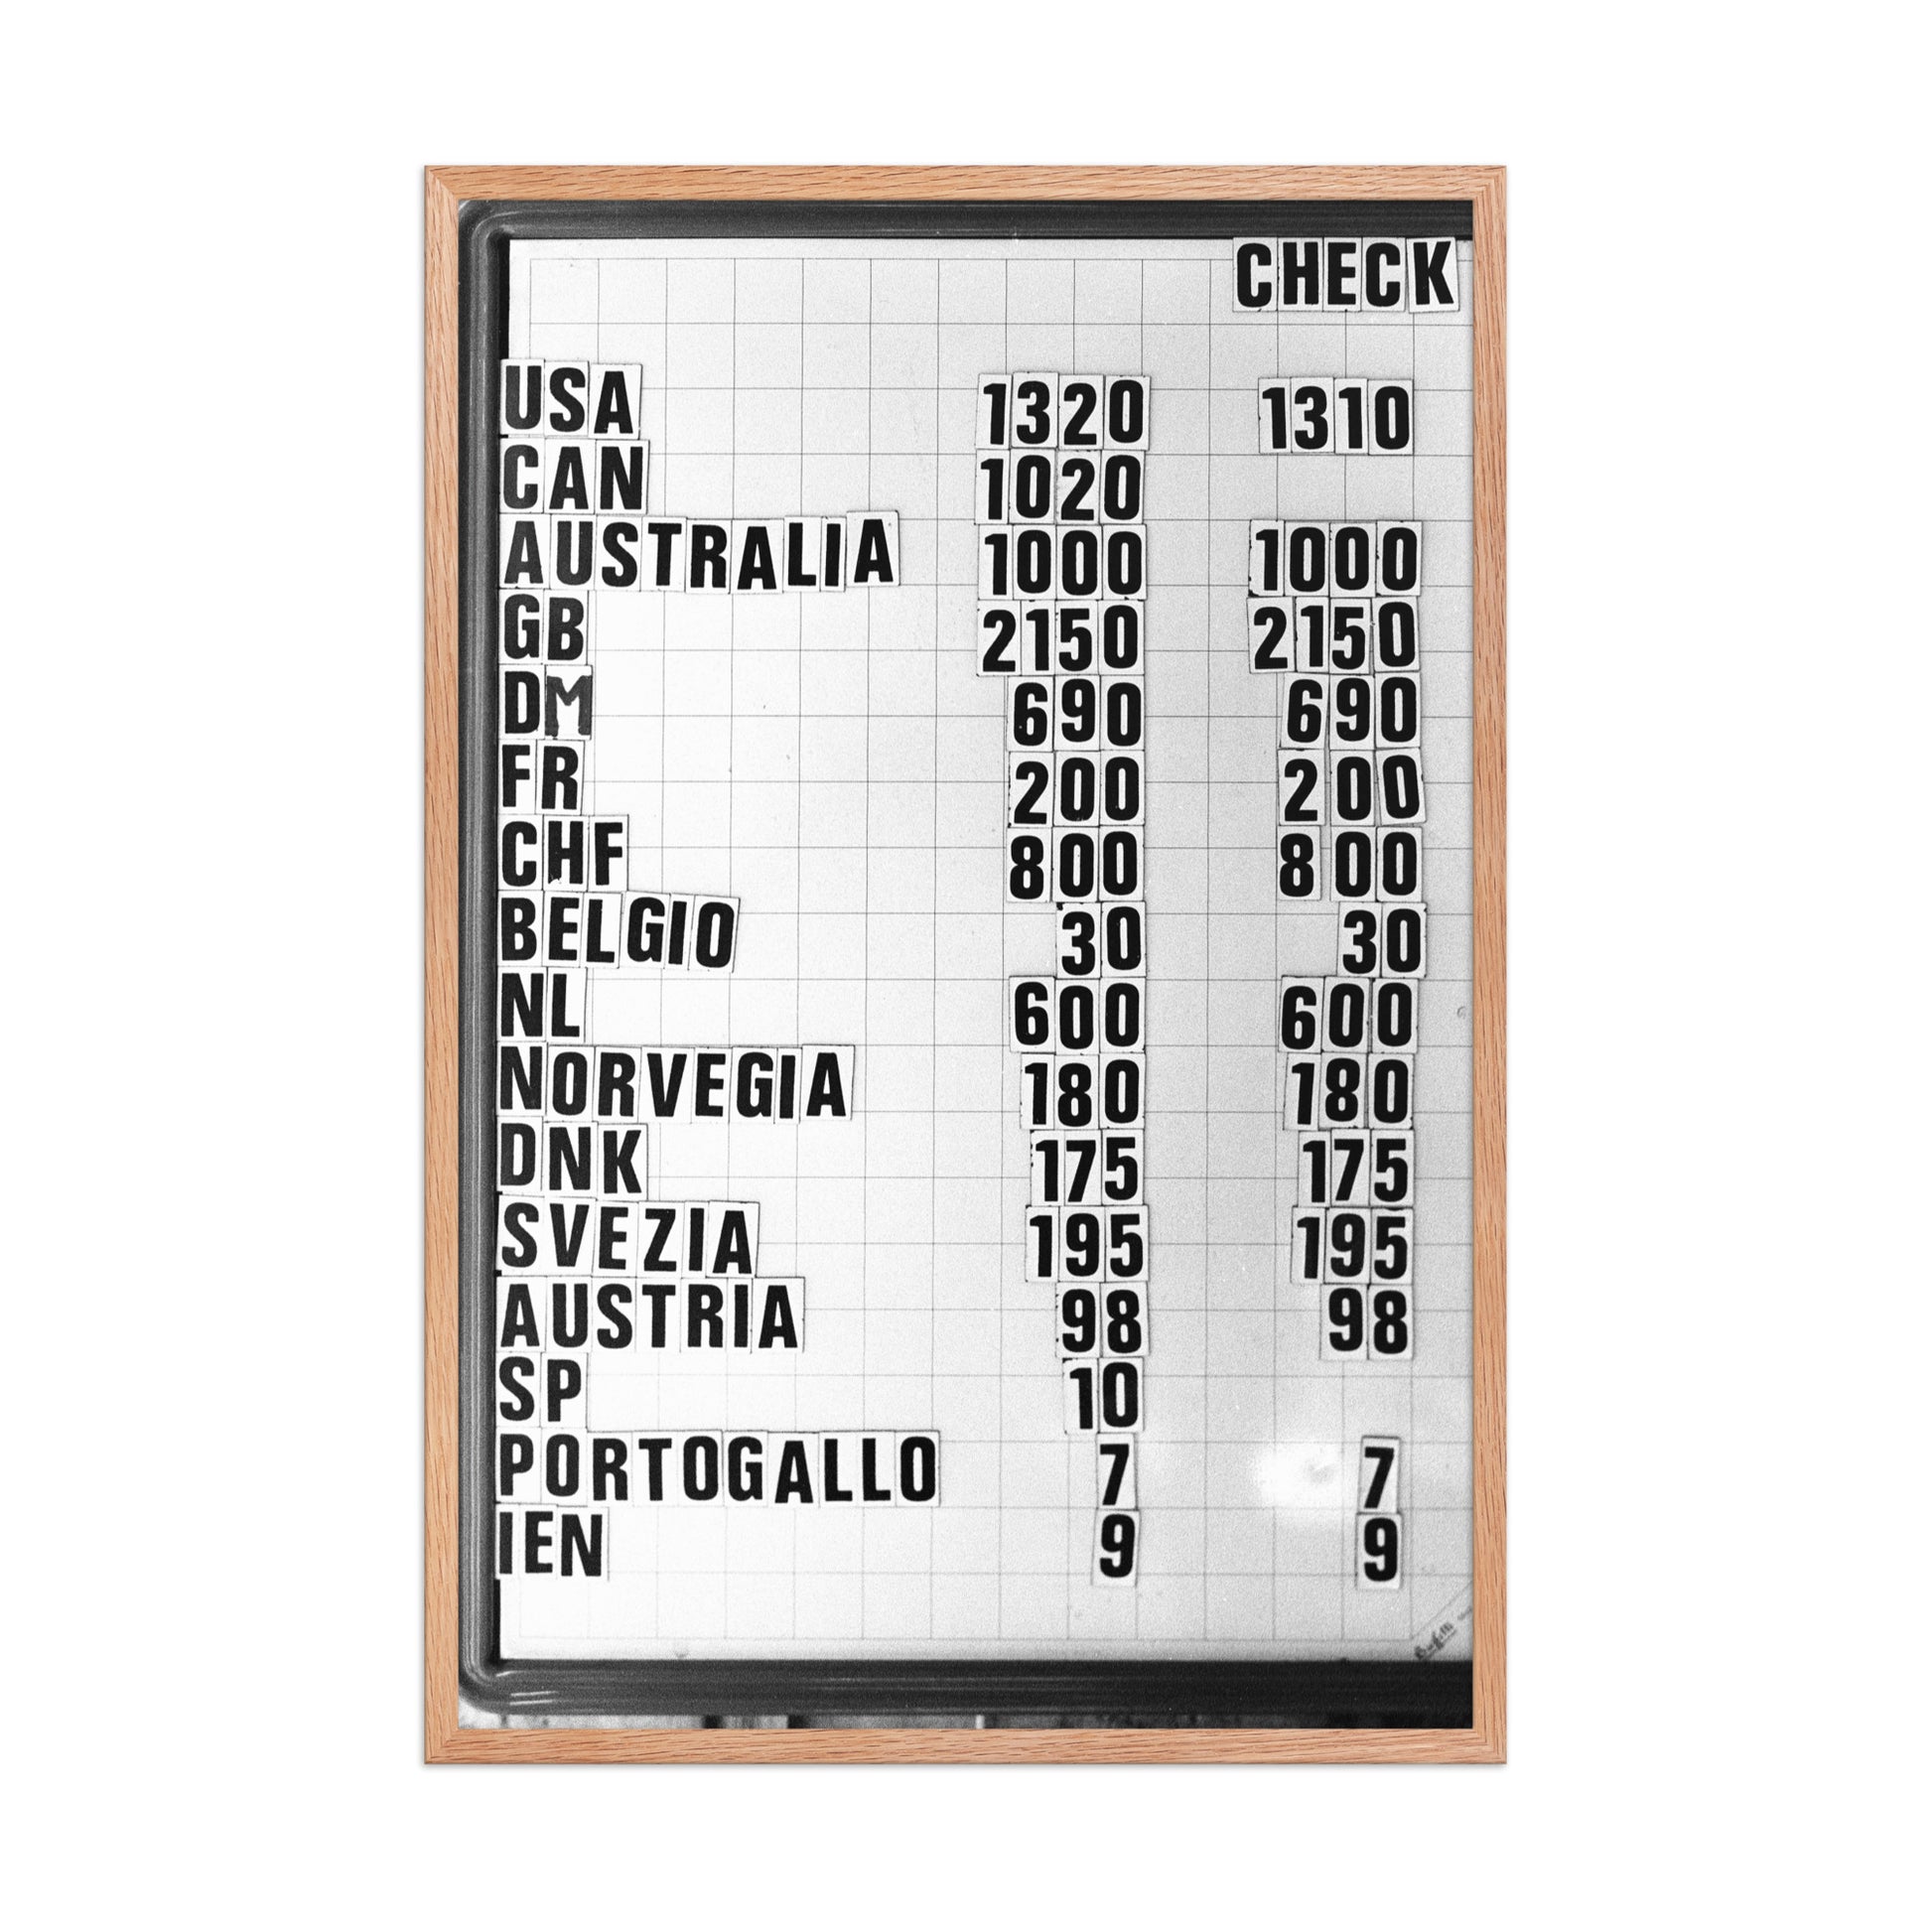 CHECK
USA 1320 1310
CAN 1020
AUSTRALIA 1000 1000
GB 2150 2150
DM 690 690
FR 200 200
CHF 800 800
BELGIO 30 30
NL 600 600
NORVEGIA 180 180
DNK 175 175
SVEZIA 195 195
AUSTRIA 98 98
SP 10
PORTOGALLO 7 7
IEN 9 9